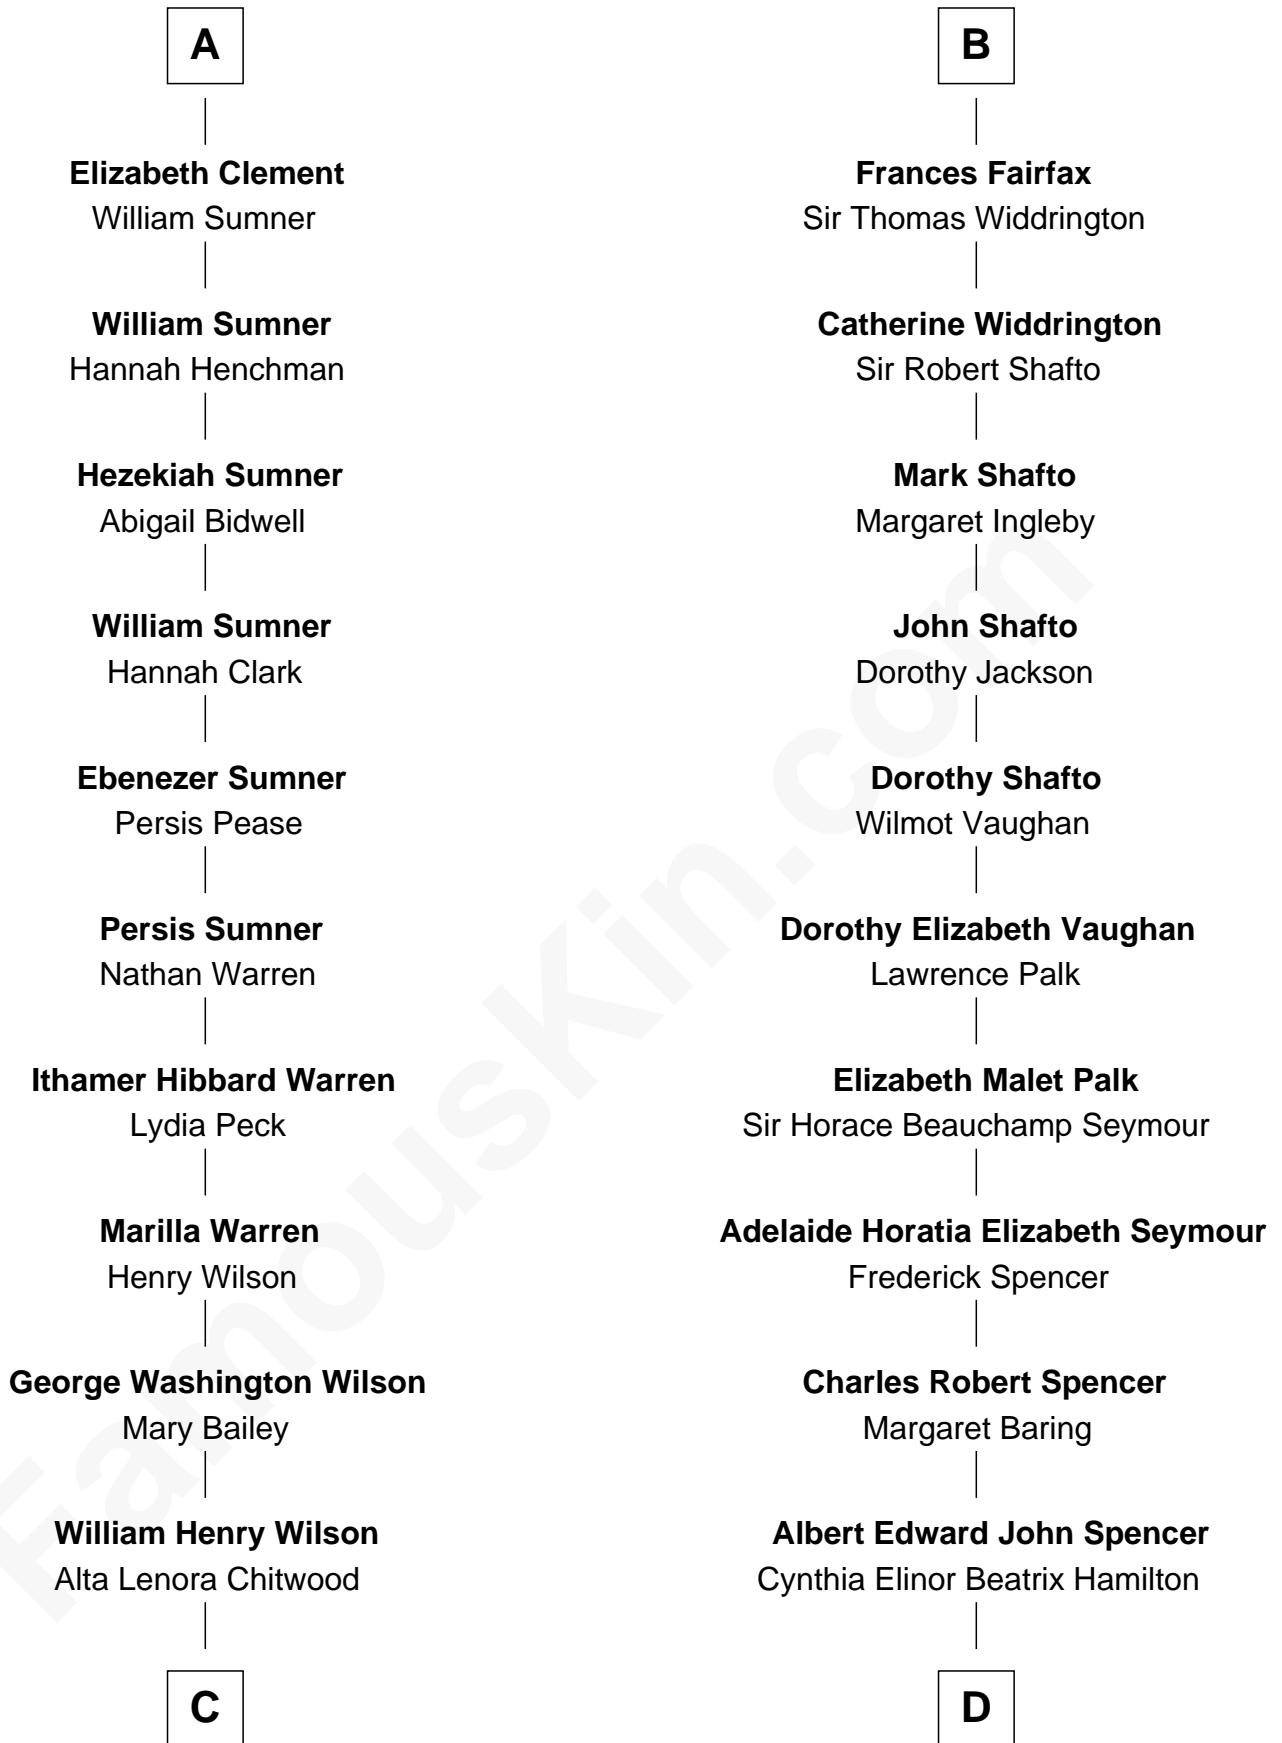 A
Elizabeth Clement
William Sumner
William Sumner
Hannah Henchman
Hezekiah Sumner
Abigail Bidwell
William Sumner
Hannah Clark
Ebenezer Sumner
Persis Pease
Persis Sumner
Nathan Warren
Ithamer Hibbard Warren
Lydia Peck
Marilla Warren
Henry Wilson
George Washington Wilson
Mary Bailey
William Henry Wilson
Alta Lenora Chitwood
C
B
Frances Fairfax
Sir Thomas Widdrington
Catherine Widdrington
Sir Robert Shafto
Mark Shafto
Margaret Ingleby
John Shafto
Dorothy Jackson
Dorothy Shafto
Wilmot Vaughan
Dorothy Elizabeth Vaughan
Lawrence Palk
Elizabeth Malet Palk
Sir Horace Beauchamp Seymour
Adelaide Horatia Elizabeth Seymour
Frederick Spencer
Charles Robert Spencer
Margaret Baring
Albert Edward John Spencer
Cynthia Elinor Beatrix Hamilton
D
FamousKin.com